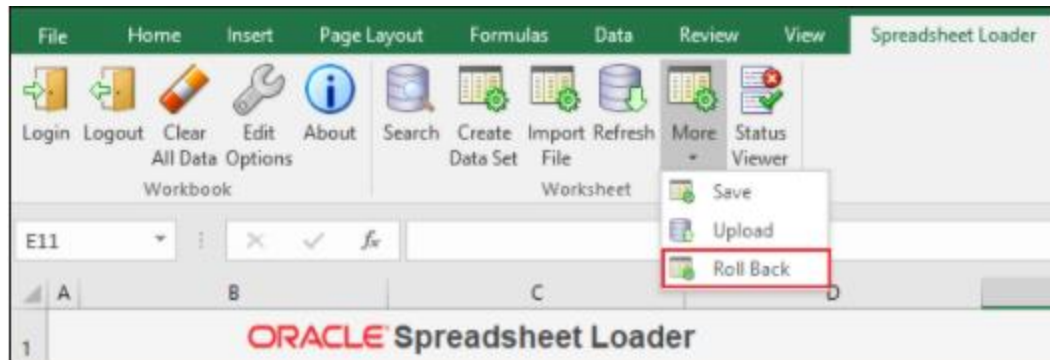 File Home Insert Page Layout Formulas Data Review View Spreadsheet Loader
Login Logout Clear Edit About Search Create Import Refresh More Status
All Data Options Data Set File Viewer
Workbook Worksheet
Save
E11 fx Upload
Roll Back
A B C D
1 ORACLE Spreadsheet Loader